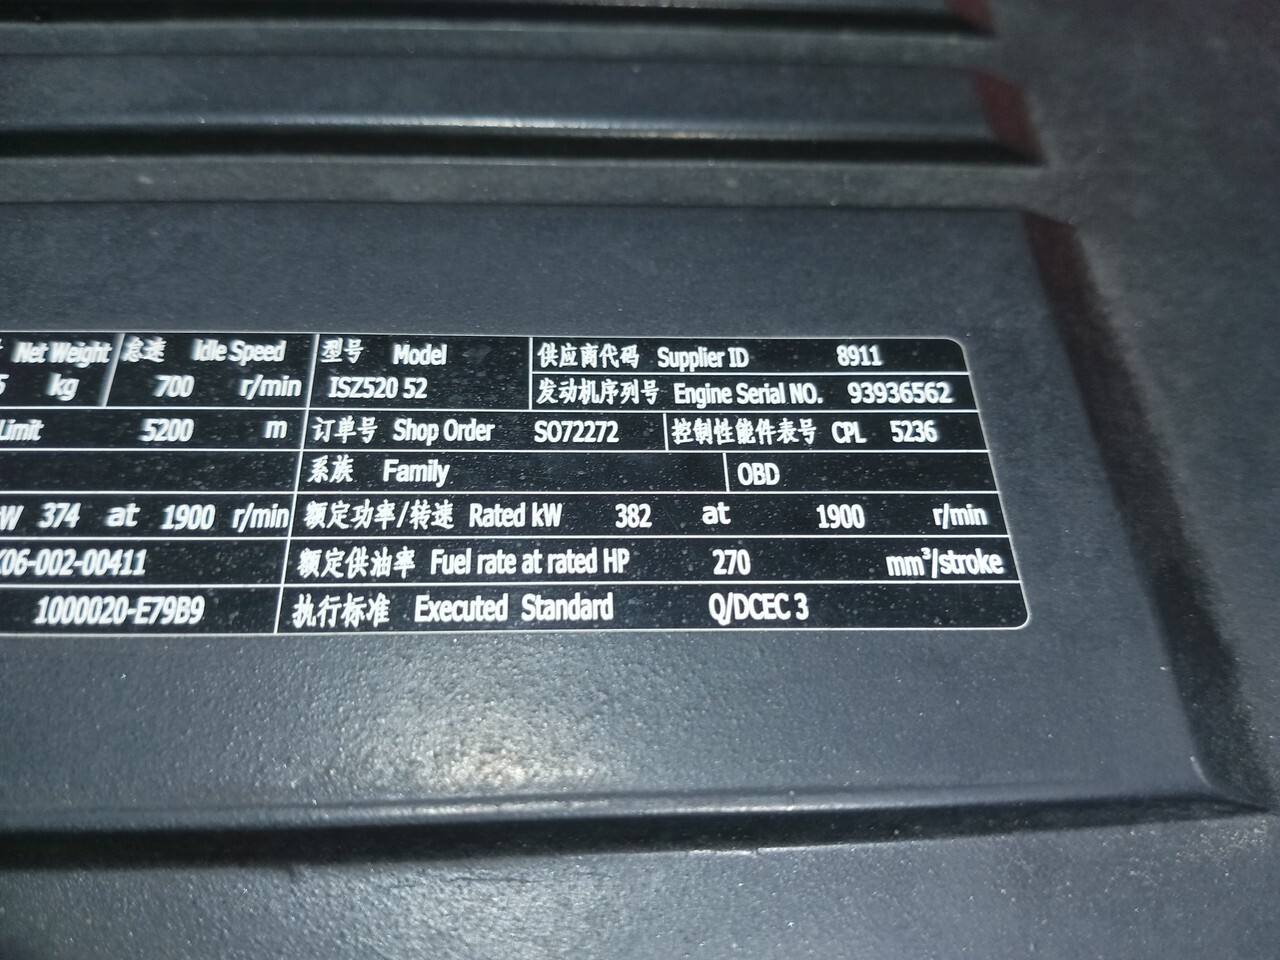 Net Weight 怠速 Idle Speed 型号 Model 供应商代码 Supplier ID 8911
kg 700 r/min ISZ520 52 发动机序列号 Engine Serial NO. 93936562
Limit 5200 m 订单号 Shop Order SO72272 控制性能件表号 CPL 5236
系族 Family OBD
W 374 at 1900 r/min 额定功率/转速 Rated kW 382 at 1900 r/min
06-002-00411 额定供油率 Fuel rate at rated HP 270 mm³/stroke
1000020-E79B9 执行标准 Executed Standard Q/DCEC 3